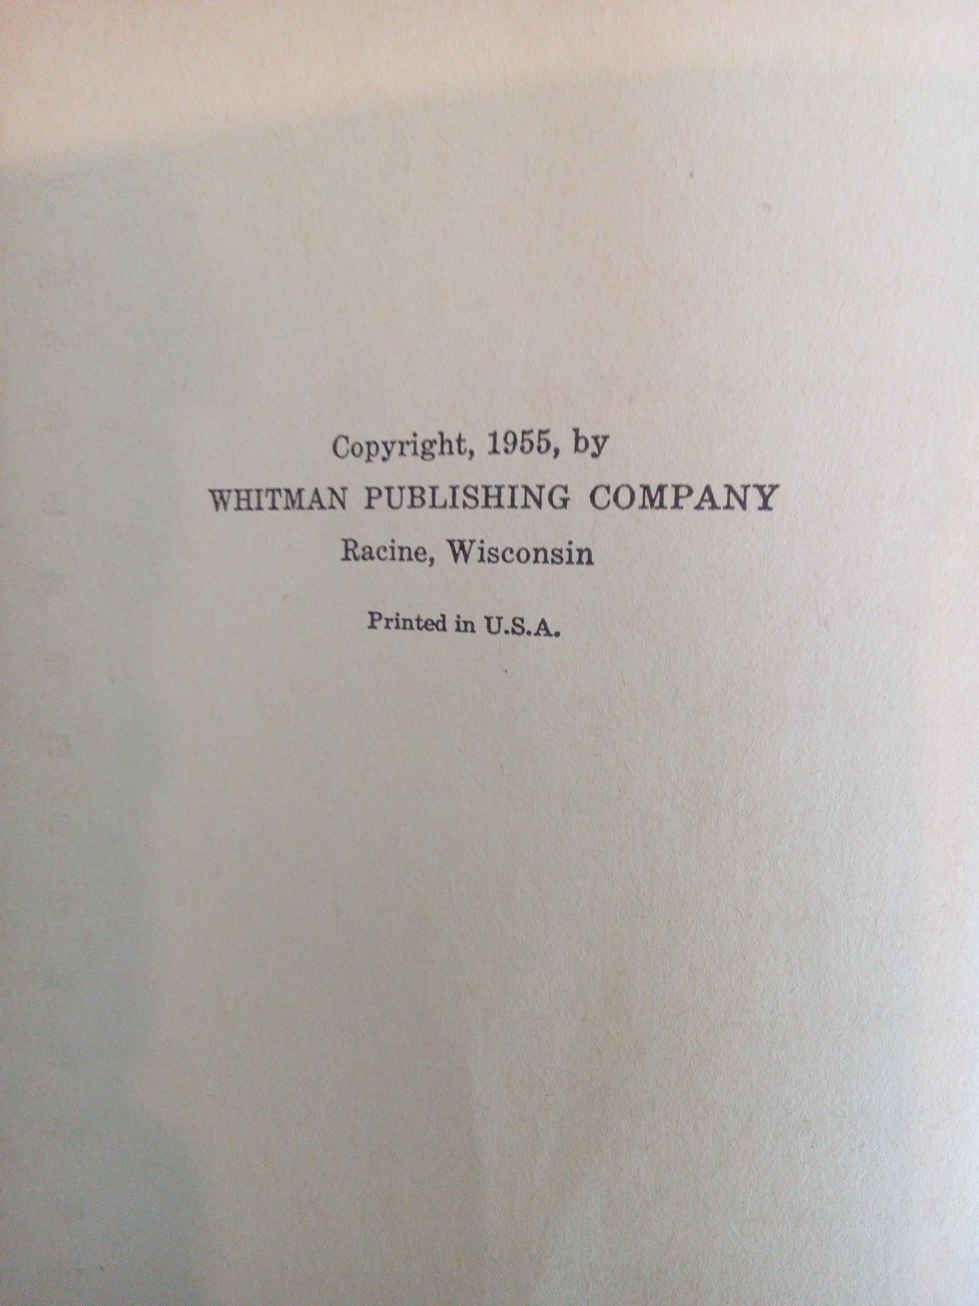 Copyright, 1955, by
WHITMAN PUBLISHING COMPANY
Racine, Wisconsin
Printed in U.S.A.